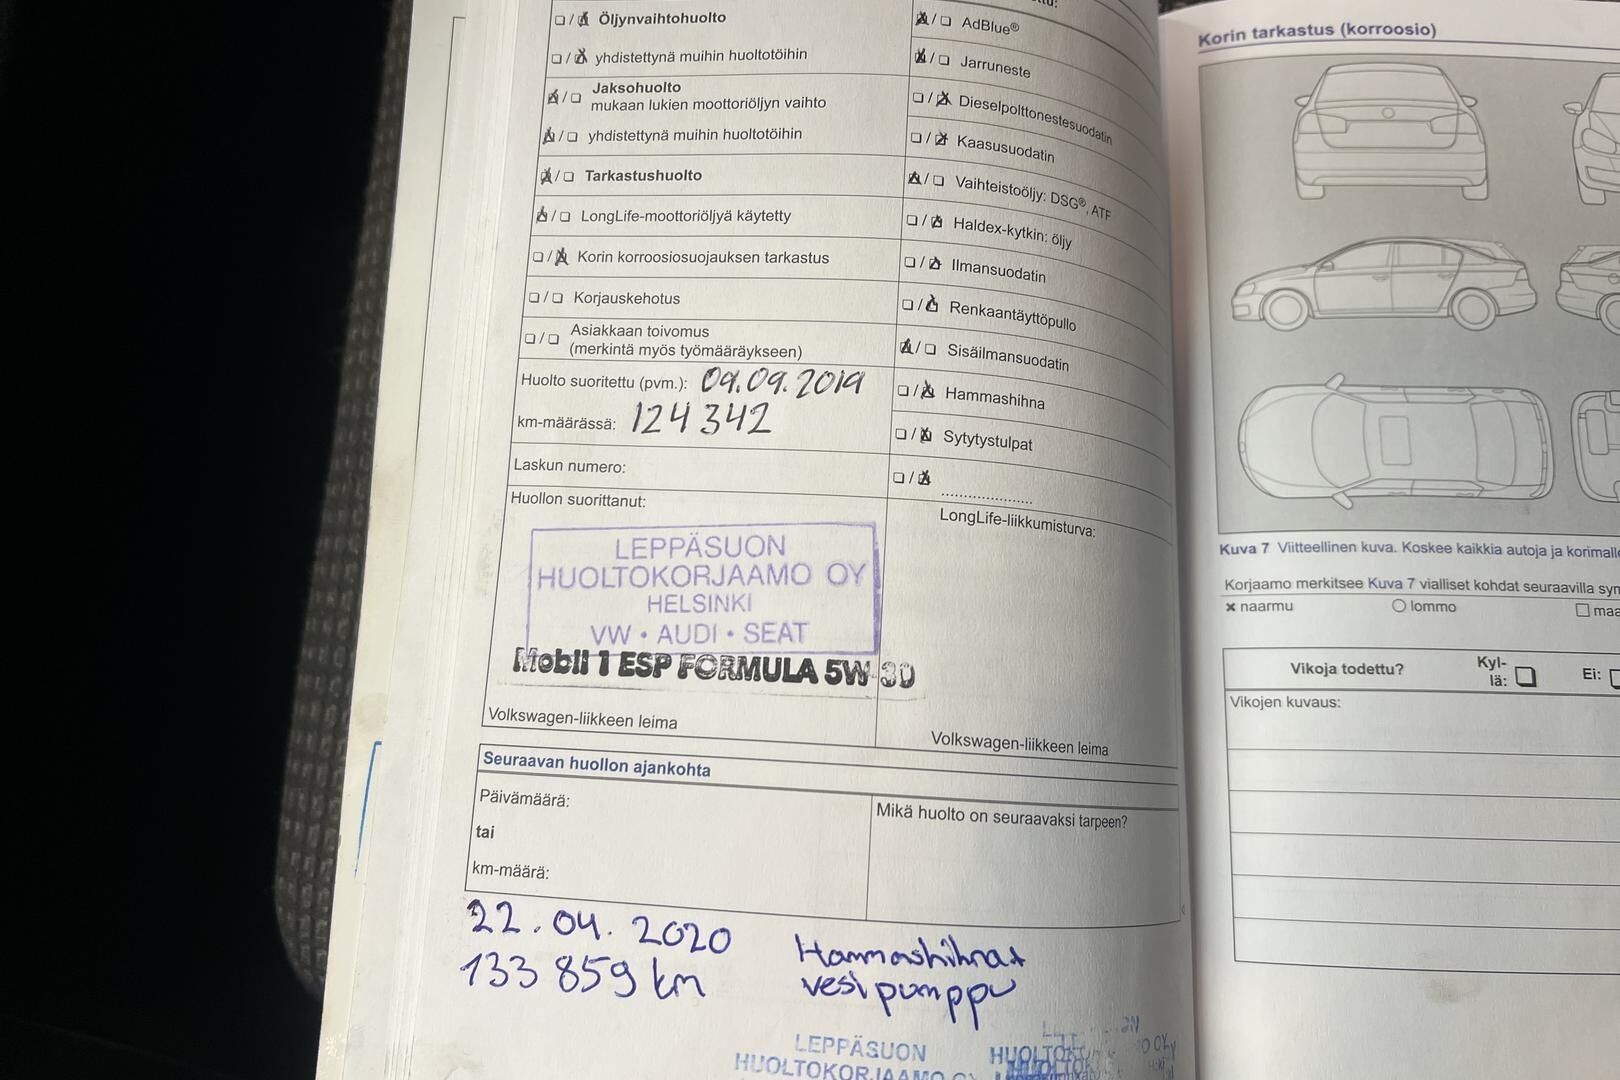 Öljynvaihtohuolto
yhdistettynä muihin huoltotöihin
Jaksohuolto
mukaan lukien moottoriöljyn vaihto
yhdistettynä muihin huoltotöihin
Tarkastushuolto
LongLife-moottoriöljyä käytetty
Korin korroosiosuojauksen tarkastus
Korjauskehotus
Asiakkaan toivomus
(merkintä myös työmääräykseen)
Huolto suoritettu (pvm.): 09.09.2019
km-määrässä: 124 342
Laskun numero:
Huollon suorittanut:
LEPPÄSUON
HUOLTOKORJAAMO OY
HELSINKI
VW • AUDI • SEAT
Mobil 1 ESP FORMULA 5W-30
Volkswagen-liikkeen leima
AdBlue®
Jarruneste
Dieselpolttonestesuodatin
Kaasusuodatin
Vaihteistoöljy: DSG®, ATF
Haldex-kytkin: öljy
Ilmansuodatin
Renkaantäyttöpullo
Sisäilmansuodatin
Hammashihna
Sytytystulpat
....................
LongLife-liikkumisturva:
Volkswagen-liikkeen leima
Seuraavan huollon ajankohta
Päivämäärä:
tai
km-määrä:
Mikä huolto on seuraavaksi tarpeen?
22.04.2020
133 859 km
Hammashihnat
vesipumppu
LEPPÄSUON
HUOLTOKORJAAMO
Korin tarkastus (korroosio)
Kuva 7 Viitteellinen kuva. Koskee kaikkia autoja ja
Korjaamo merkitsee Kuva 7 vialliset kohdat seuraavilla
naarmu
lommo
Vikoja todettu?
Kyl-
lä:
Ei:
Vikojen kuvaus: